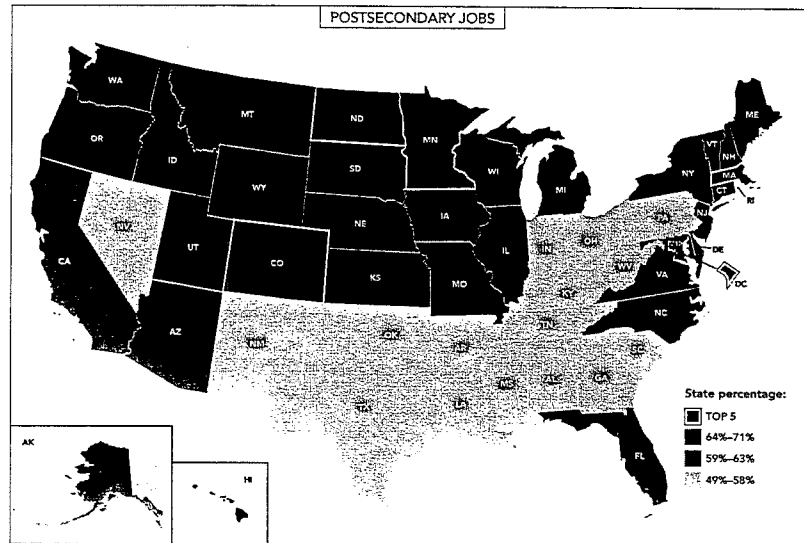 POSTSECONDARY JOBS
WA
MT
ND
MN
ME
OR
ID
SD
WI
VT
NH
NY
MA
WY
MI
CT
RI
IA
NE
PA
NJ
NV
OH
IN
IL
DE
UT
CA
CO
WV
VA
DC
KS
MO
KY
NC
TN
AZ
OK
NM
AR
SC
MS
AL
GA
TX
LA
State percentage:
TOP 5
64%–71%
59%–63%
49%–58%
AK
HI
FL